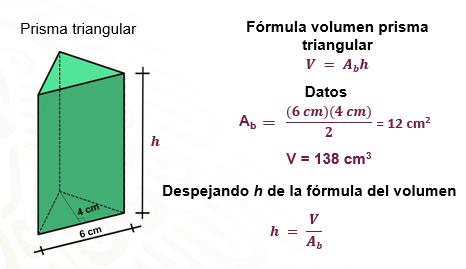 Prisma triangular
h
4 cm
6 cm
Fórmula volumen prisma
triangular
V = A_b h
Datos
A_b = (6 cm)(4 cm) / 2 = 12 cm²
V = 138 cm³
Despejando h de la fórmula del volumen
h = V / A_b